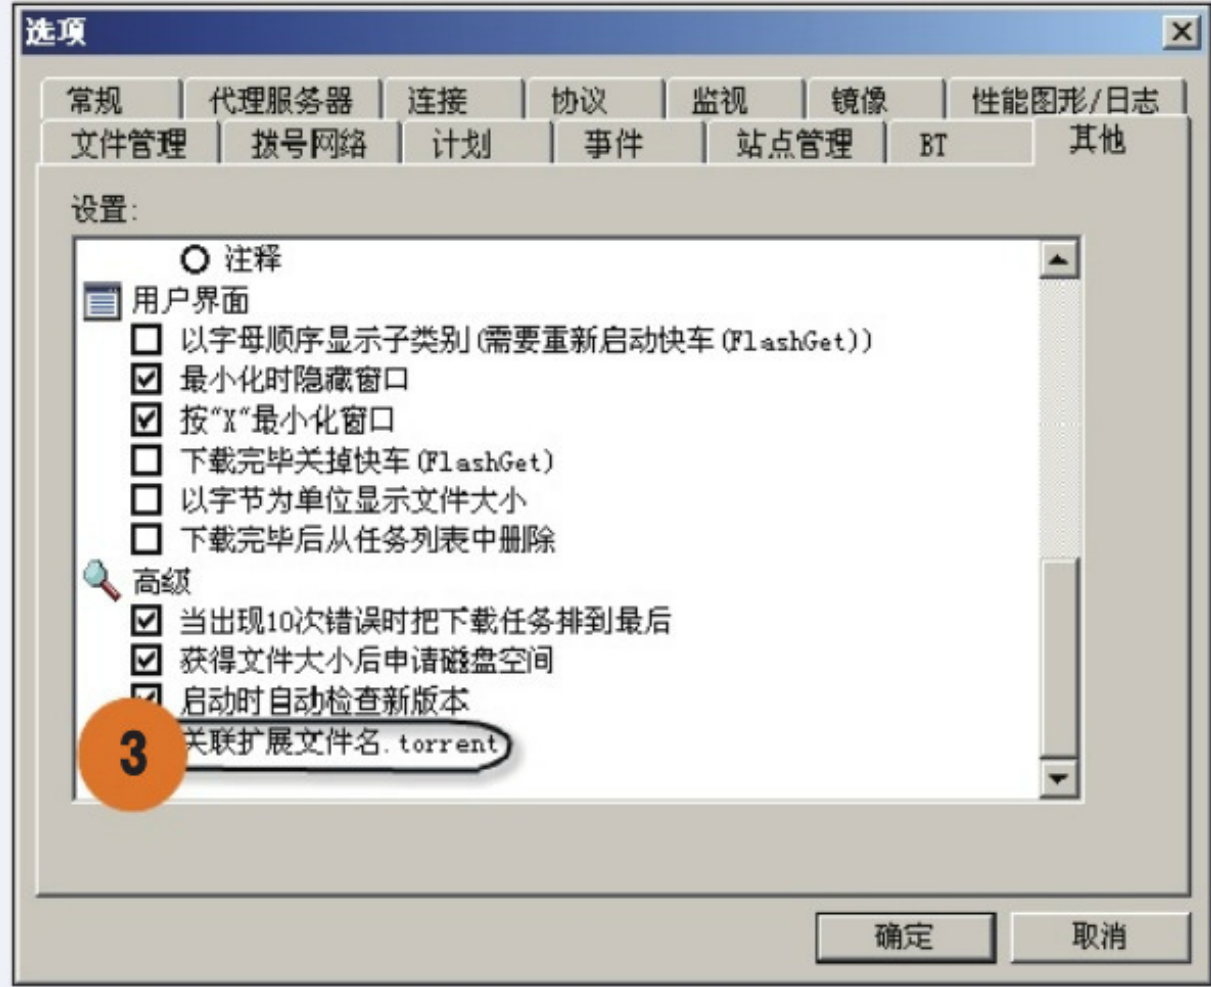 选项
常规 代理服务器 连接 协议 监视 镜像 性能图形/日志
文件管理 拨号网络 计划 事件 站点管理 BT 其他
设置:
注释
用户界面
以字母顺序显示子类别(需要重新启动快车(FlashGet))
最小化时隐藏窗口
按"X"最小化窗口
下载完毕关掉快车(FlashGet)
以字节为单位显示文件大小
下载完毕后从任务列表中删除
高级
当出现10次错误时把下载任务排到最后
获得文件大小后申请磁盘空间
启动时自动检查新版本
3 关联扩展文件名.torrent
确定 取消